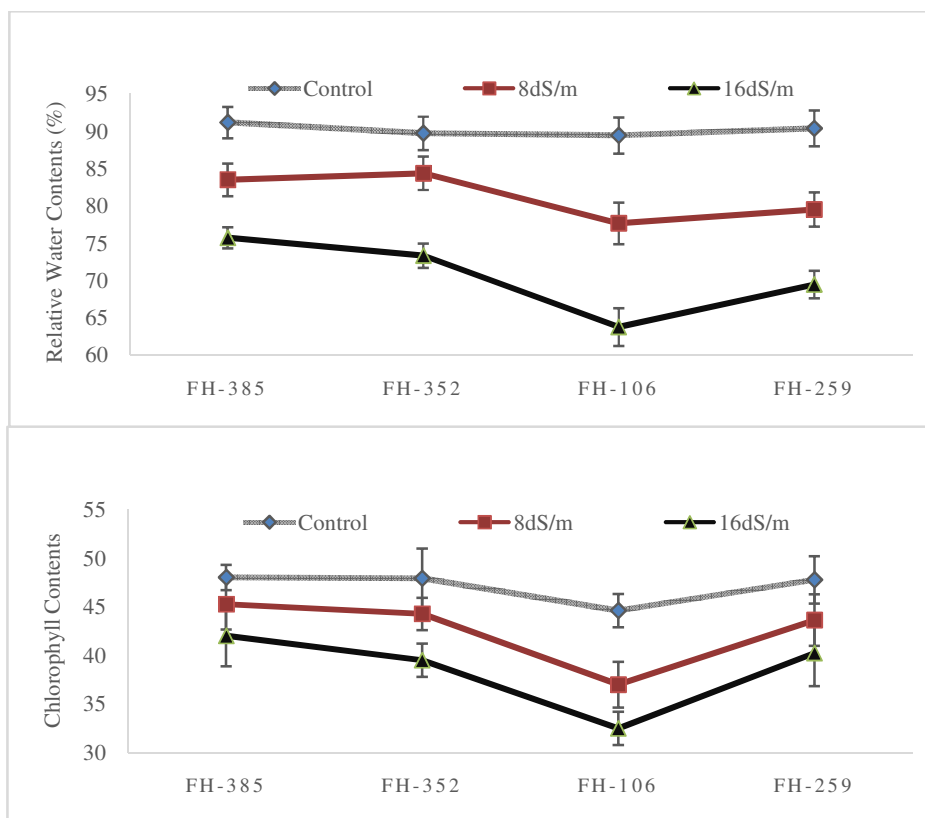 Control 8dS/m 16dS/m
95
90
85
80
75
70
65
60
Relative Water Contents (%)
FH-385 FH-352 FH-106 FH-259
Control 8dS/m 16dS/m
55
50
45
40
35
30
Chlorophyll Contents
FH-385 FH-352 FH-106 FH-259